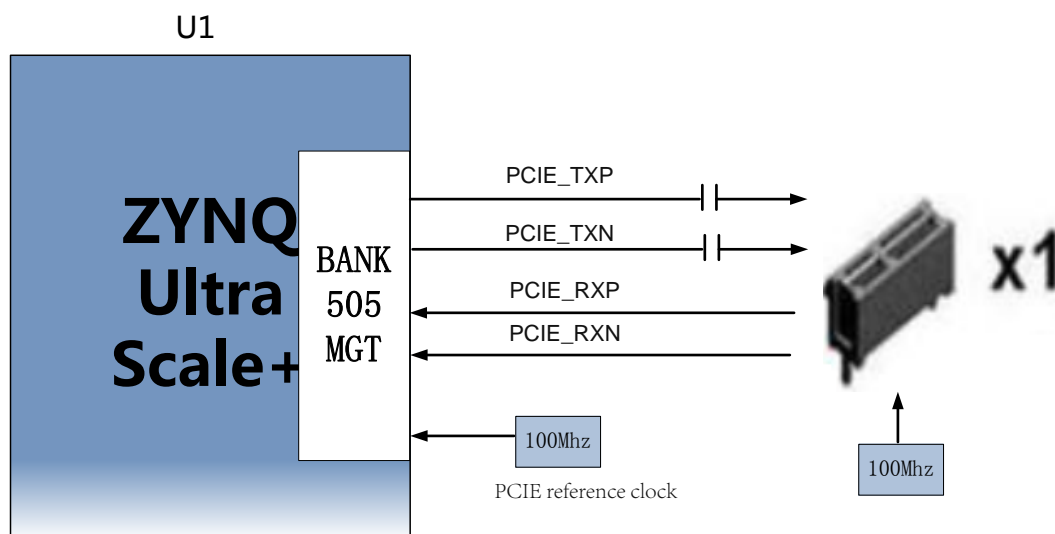 U1
ZYNQ
Ultra
Scale+
BANK
505
MGT
PCIE_TXP
PCIE_TXN
PCIE_RXP
PCIE_RXN
x1
100Mhz
PCIE reference clock
100Mhz